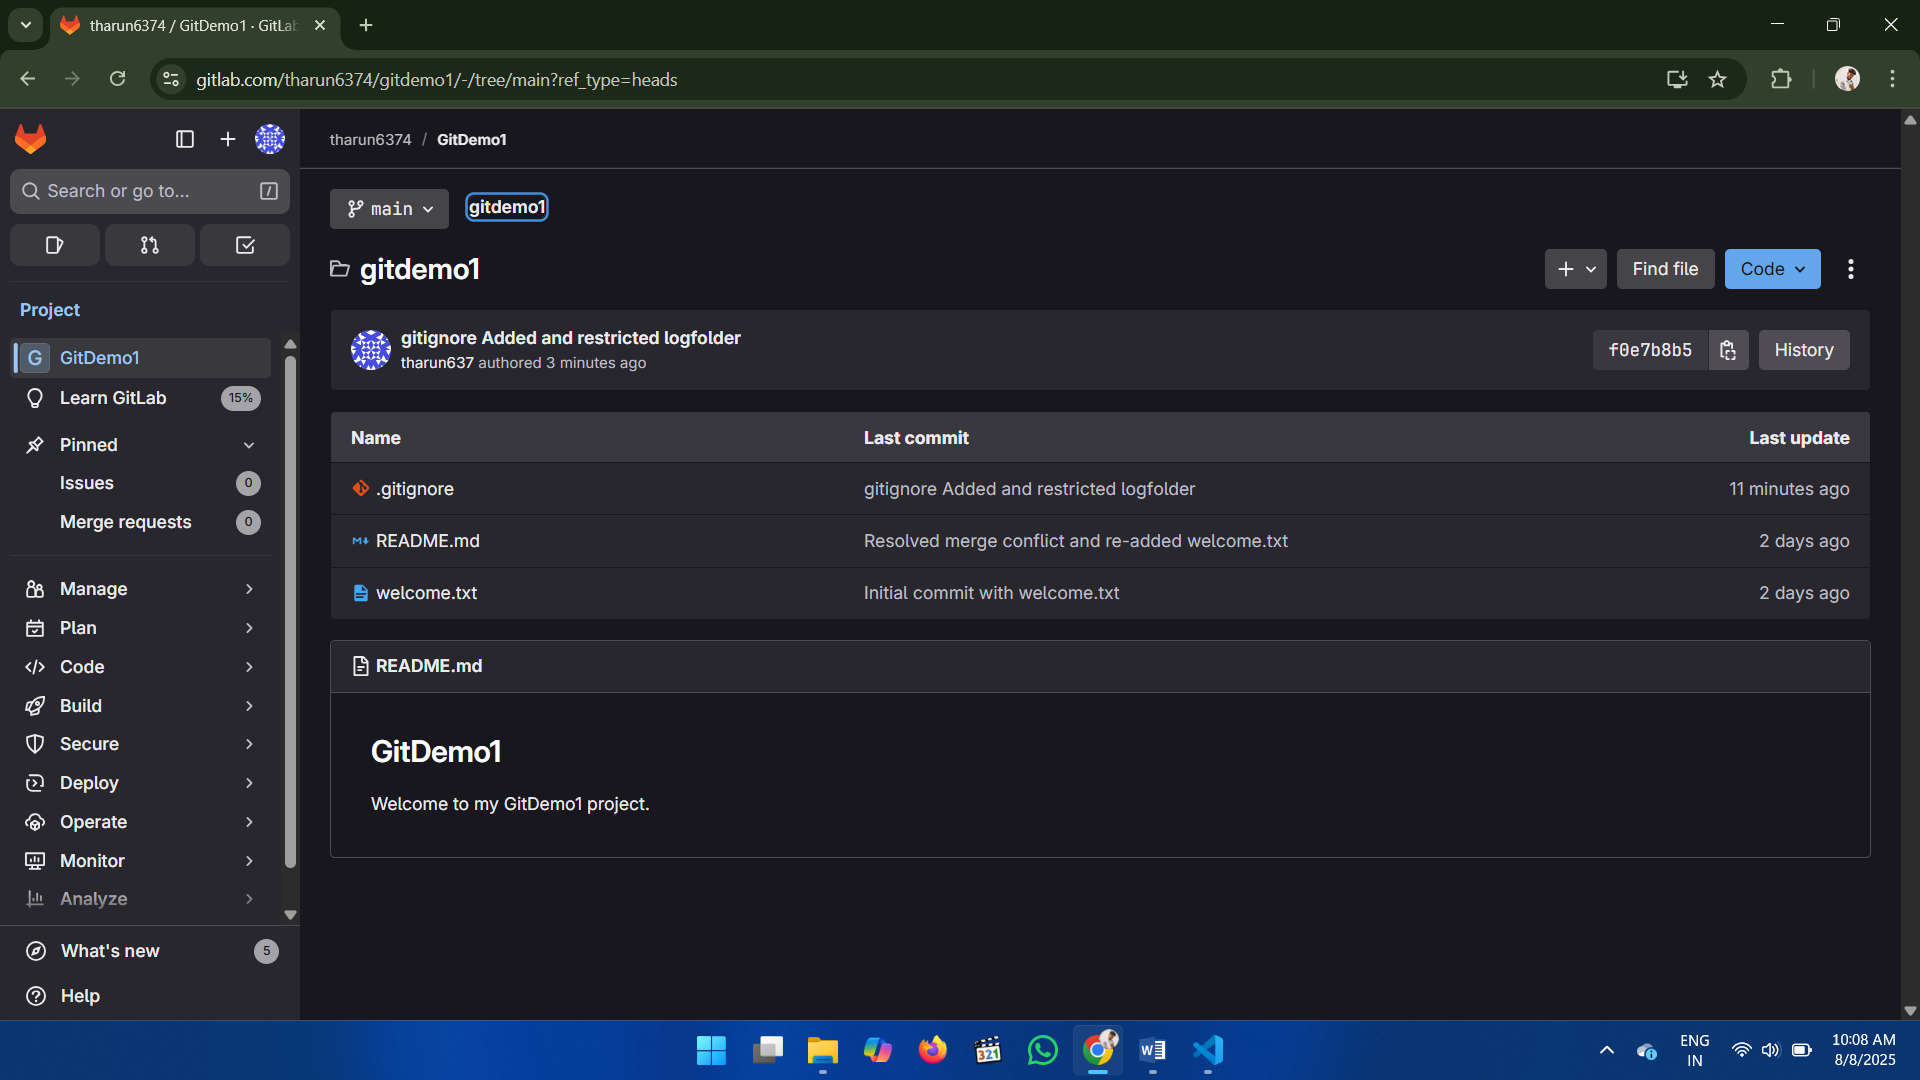 tharun6374 / GitDemo1 · GitLab
gitlab.com/tharun6374/gitdemo1/-/tree/main?ref_type=heads
tharun6374 / GitDemo1
Search or go to... /
main gitdemo1
gitdemo1
Find file Code
Project
gitignore Added and restricted logfolder
tharun637 authored 3 minutes ago
f0e7b8b5 History
G GitDemo1
Learn GitLab 15%
Pinned
Issues 0
Merge requests 0
Manage
Plan
Code
Build
Secure
Deploy
Operate
Monitor
Analyze
What's new 5
Help
Name Last commit Last update
.gitignore gitignore Added and restricted logfolder 11 minutes ago
README.md Resolved merge conflict and re-added welcome.txt 2 days ago
welcome.txt Initial commit with welcome.txt 2 days ago
README.md
GitDemo1
Welcome to my GitDemo1 project.
321
W
ENG
IN
10:08 AM
8/8/2025